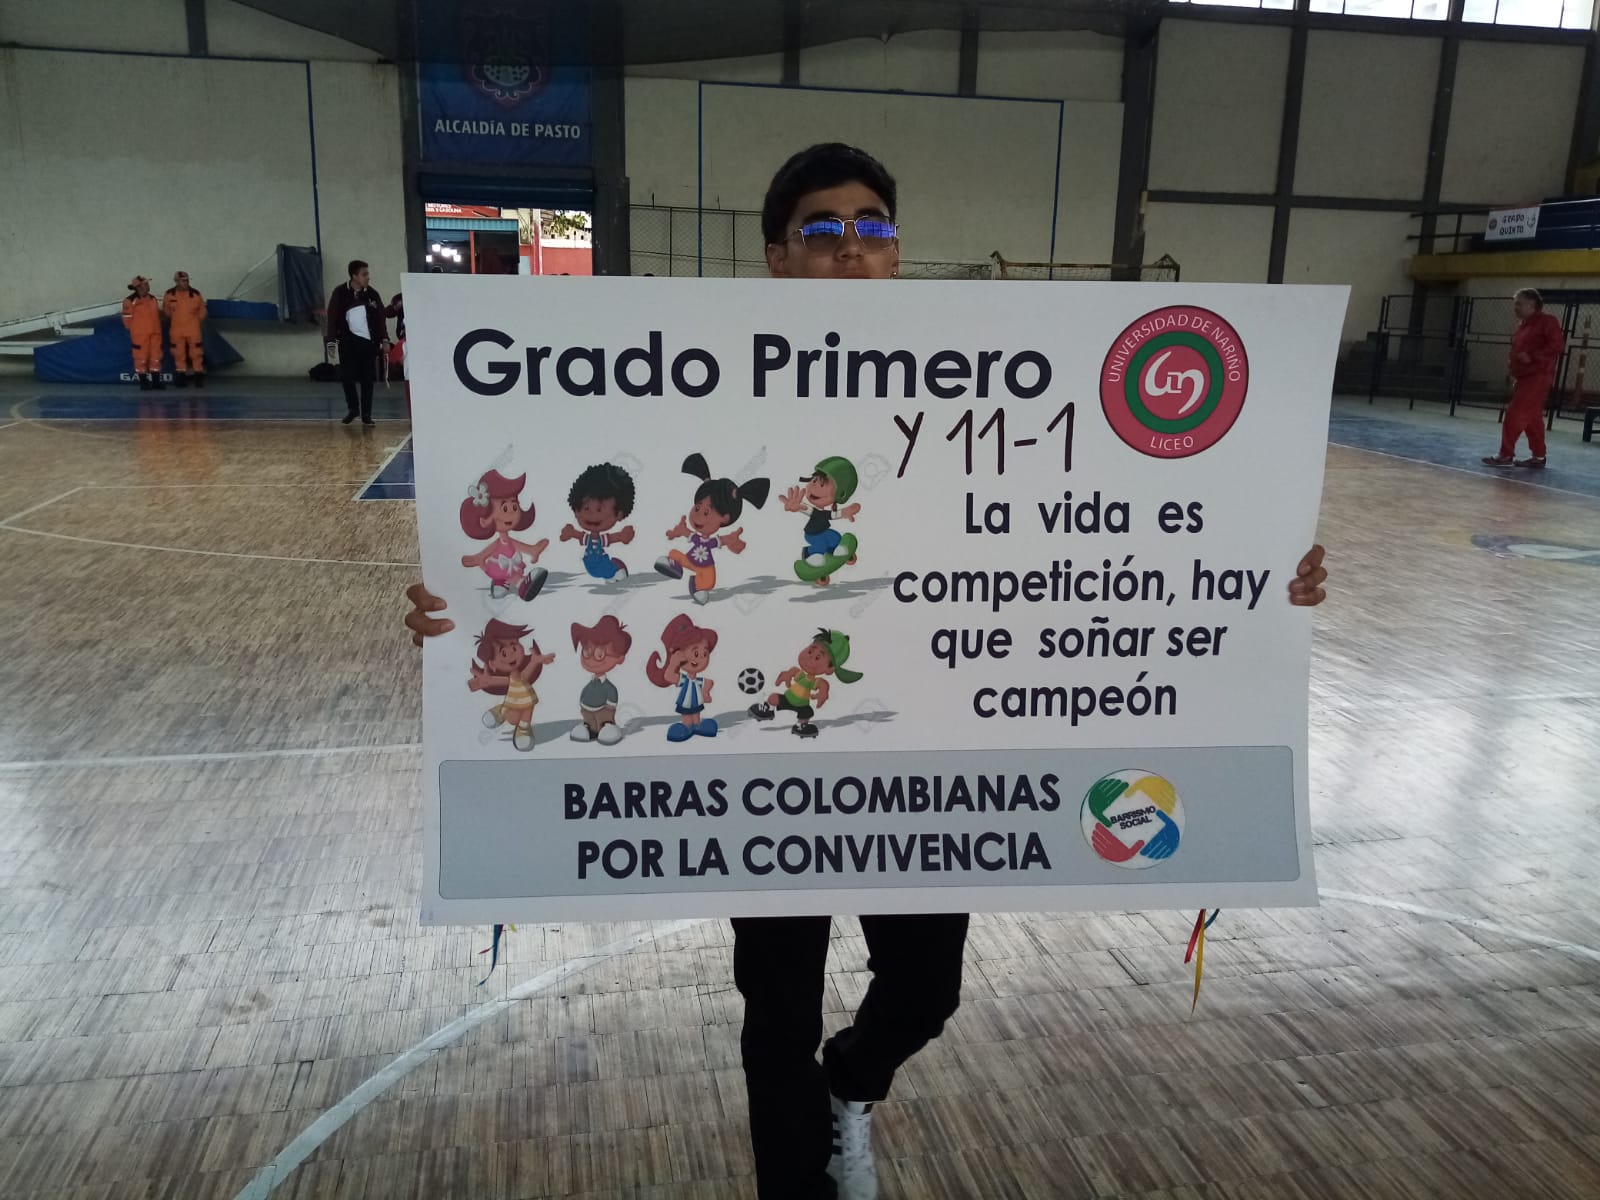 ALCALDÍA DE PASTO
GRADO
QUINTO
Grado Primero
y 11-1
UNIVERSIDAD DE NARIÑO
LICEO
La vida es
competición, hay
que soñar ser
campeón
BARRAS COLOMBIANAS
POR LA CONVIVENCIA
BARRISMO
SOCIAL